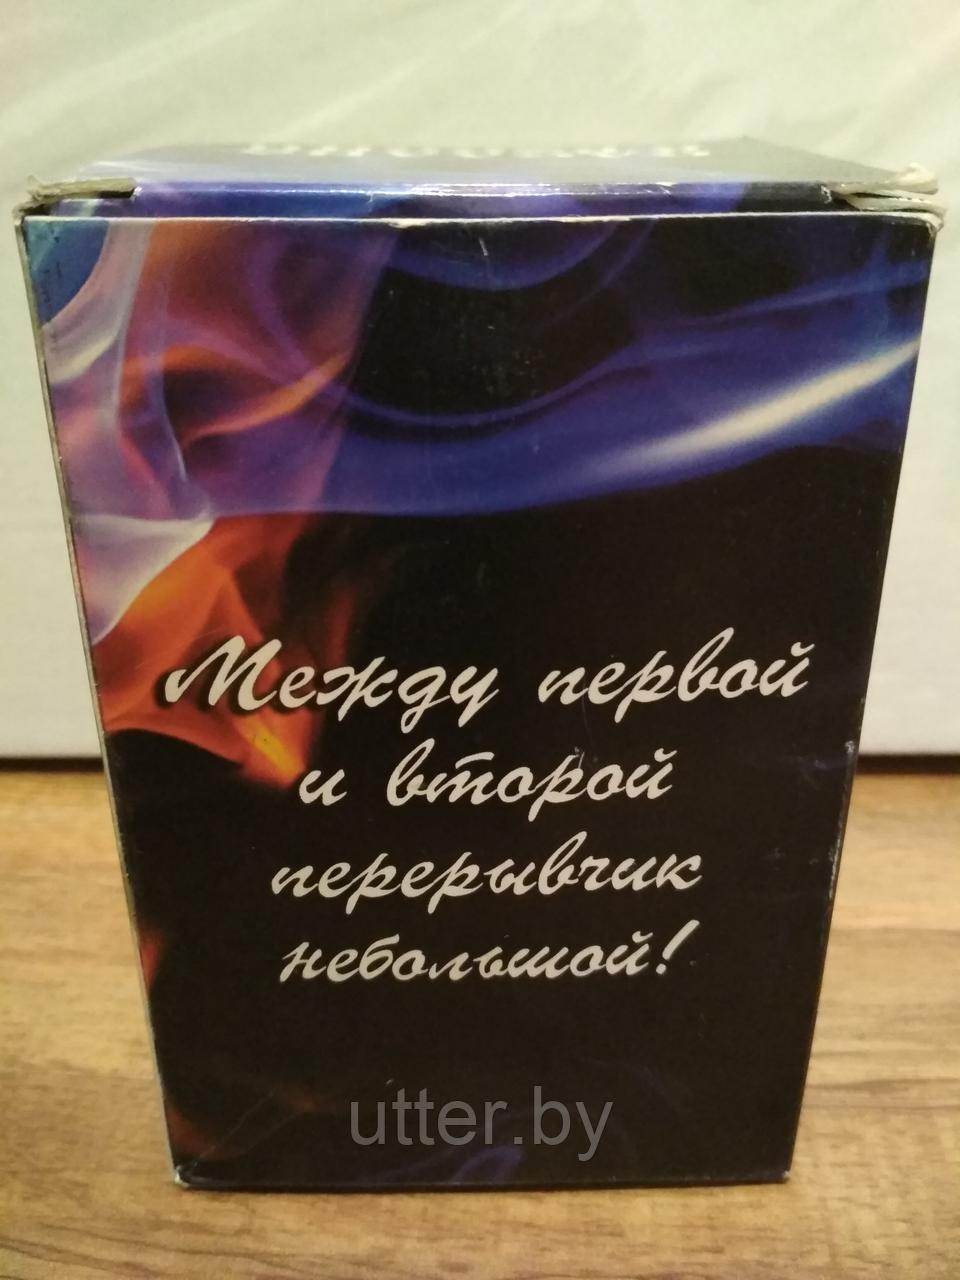 Между первой
и второй
перерывчик
небольшой!
utter.by